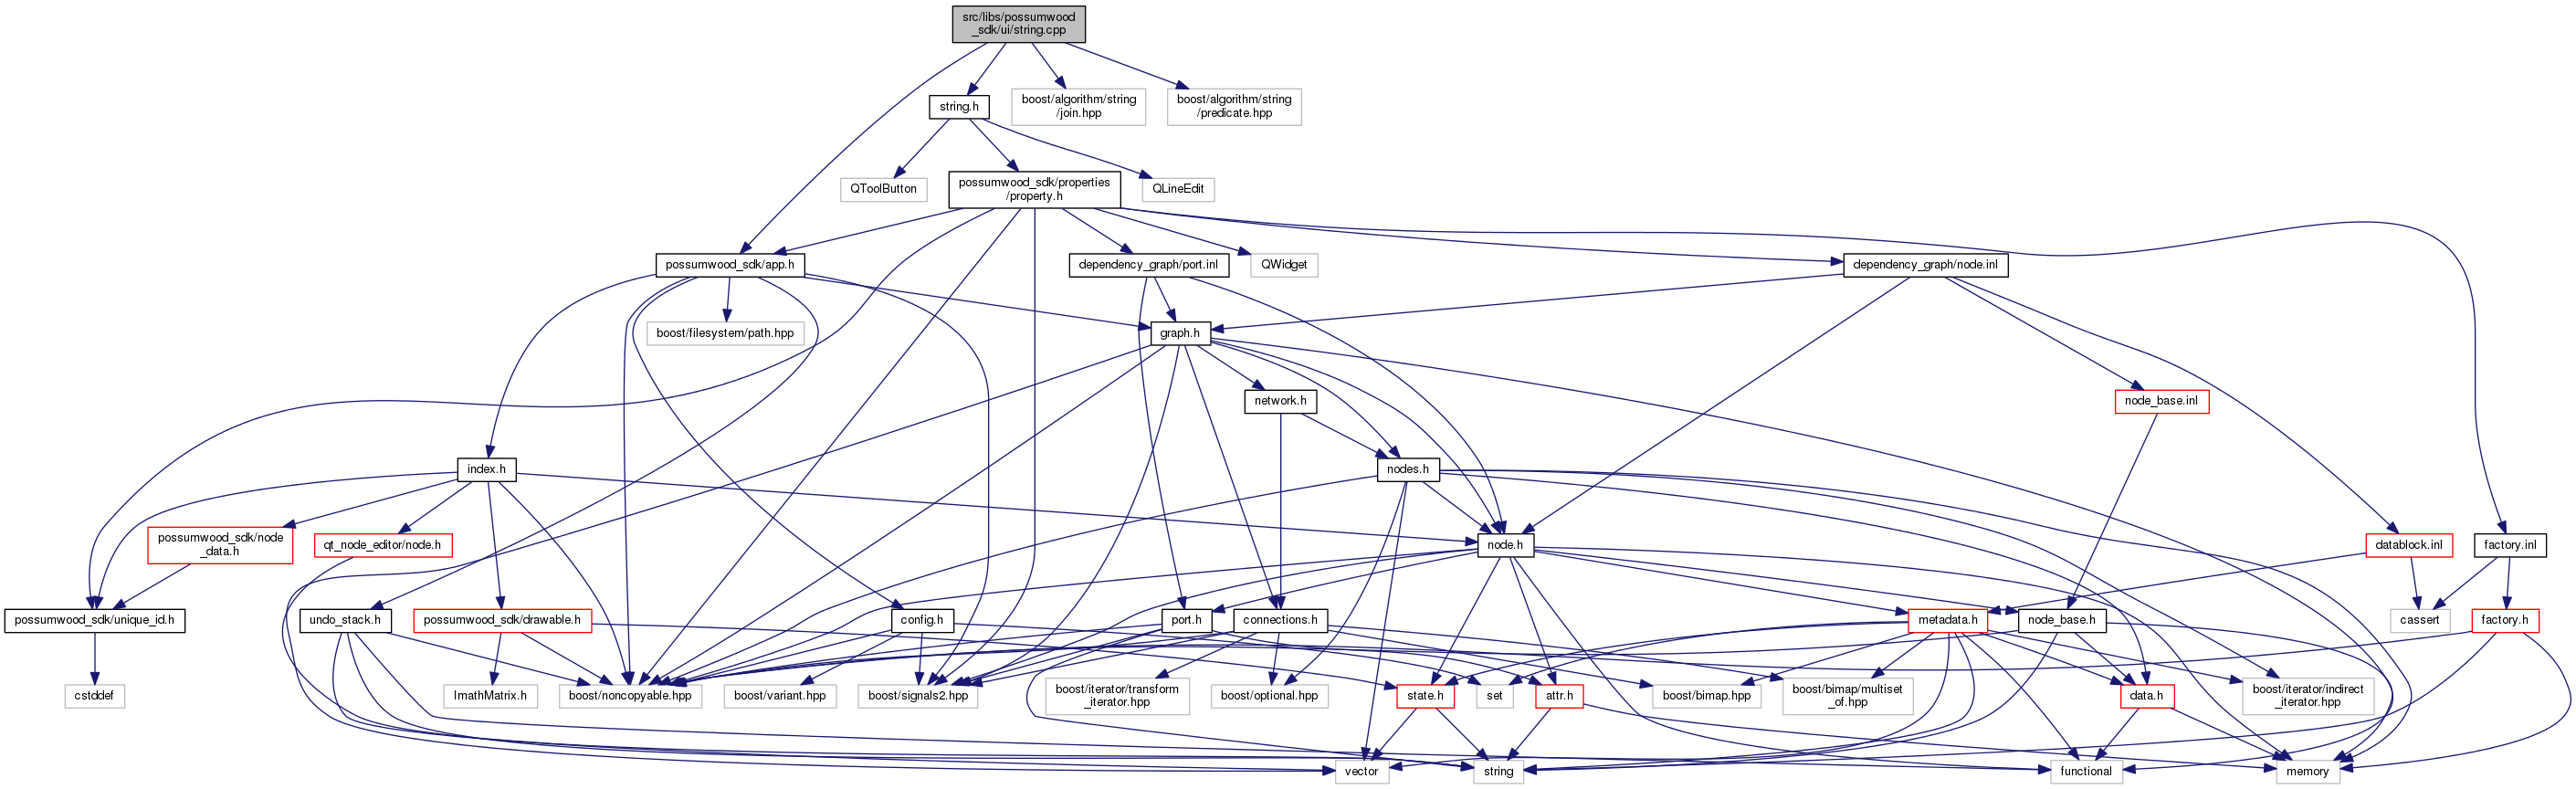 src/libs/possumwood
_sdk/ui/string.cpp
string.h
boost/algorithm/string
/join.hpp
boost/algorithm/string
/predicate.hpp
QToolButton
possumwood_sdk/properties
/property.h
QLineEdit
possumwood_sdk/app.h
dependency_graph/port.inl
QWidget
dependency_graph/node.inl
boost/filesystem/path.hpp
graph.h
network.h
node_base.inl
index.h
nodes.h
possumwood_sdk/node
_data.h
qt_node_editor/node.h
node.h
datablock.inl
factory.inl
possumwood_sdk/unique_id.h
undo_stack.h
possumwood_sdk/drawable.h
config.h
port.h
connections.h
metadata.h
node_base.h
cassert
factory.h
cstddef
ImathMatrix.h
boost/noncopyable.hpp
boost/variant.hpp
boost/signals2.hpp
boost/iterator/transform
_iterator.hpp
boost/optional.hpp
state.h
set
attr.h
boost/bimap.hpp
boost/bimap/multiset
_of.hpp
data.h
boost/iterator/indirect
_iterator.hpp
vector
string
functional
memory